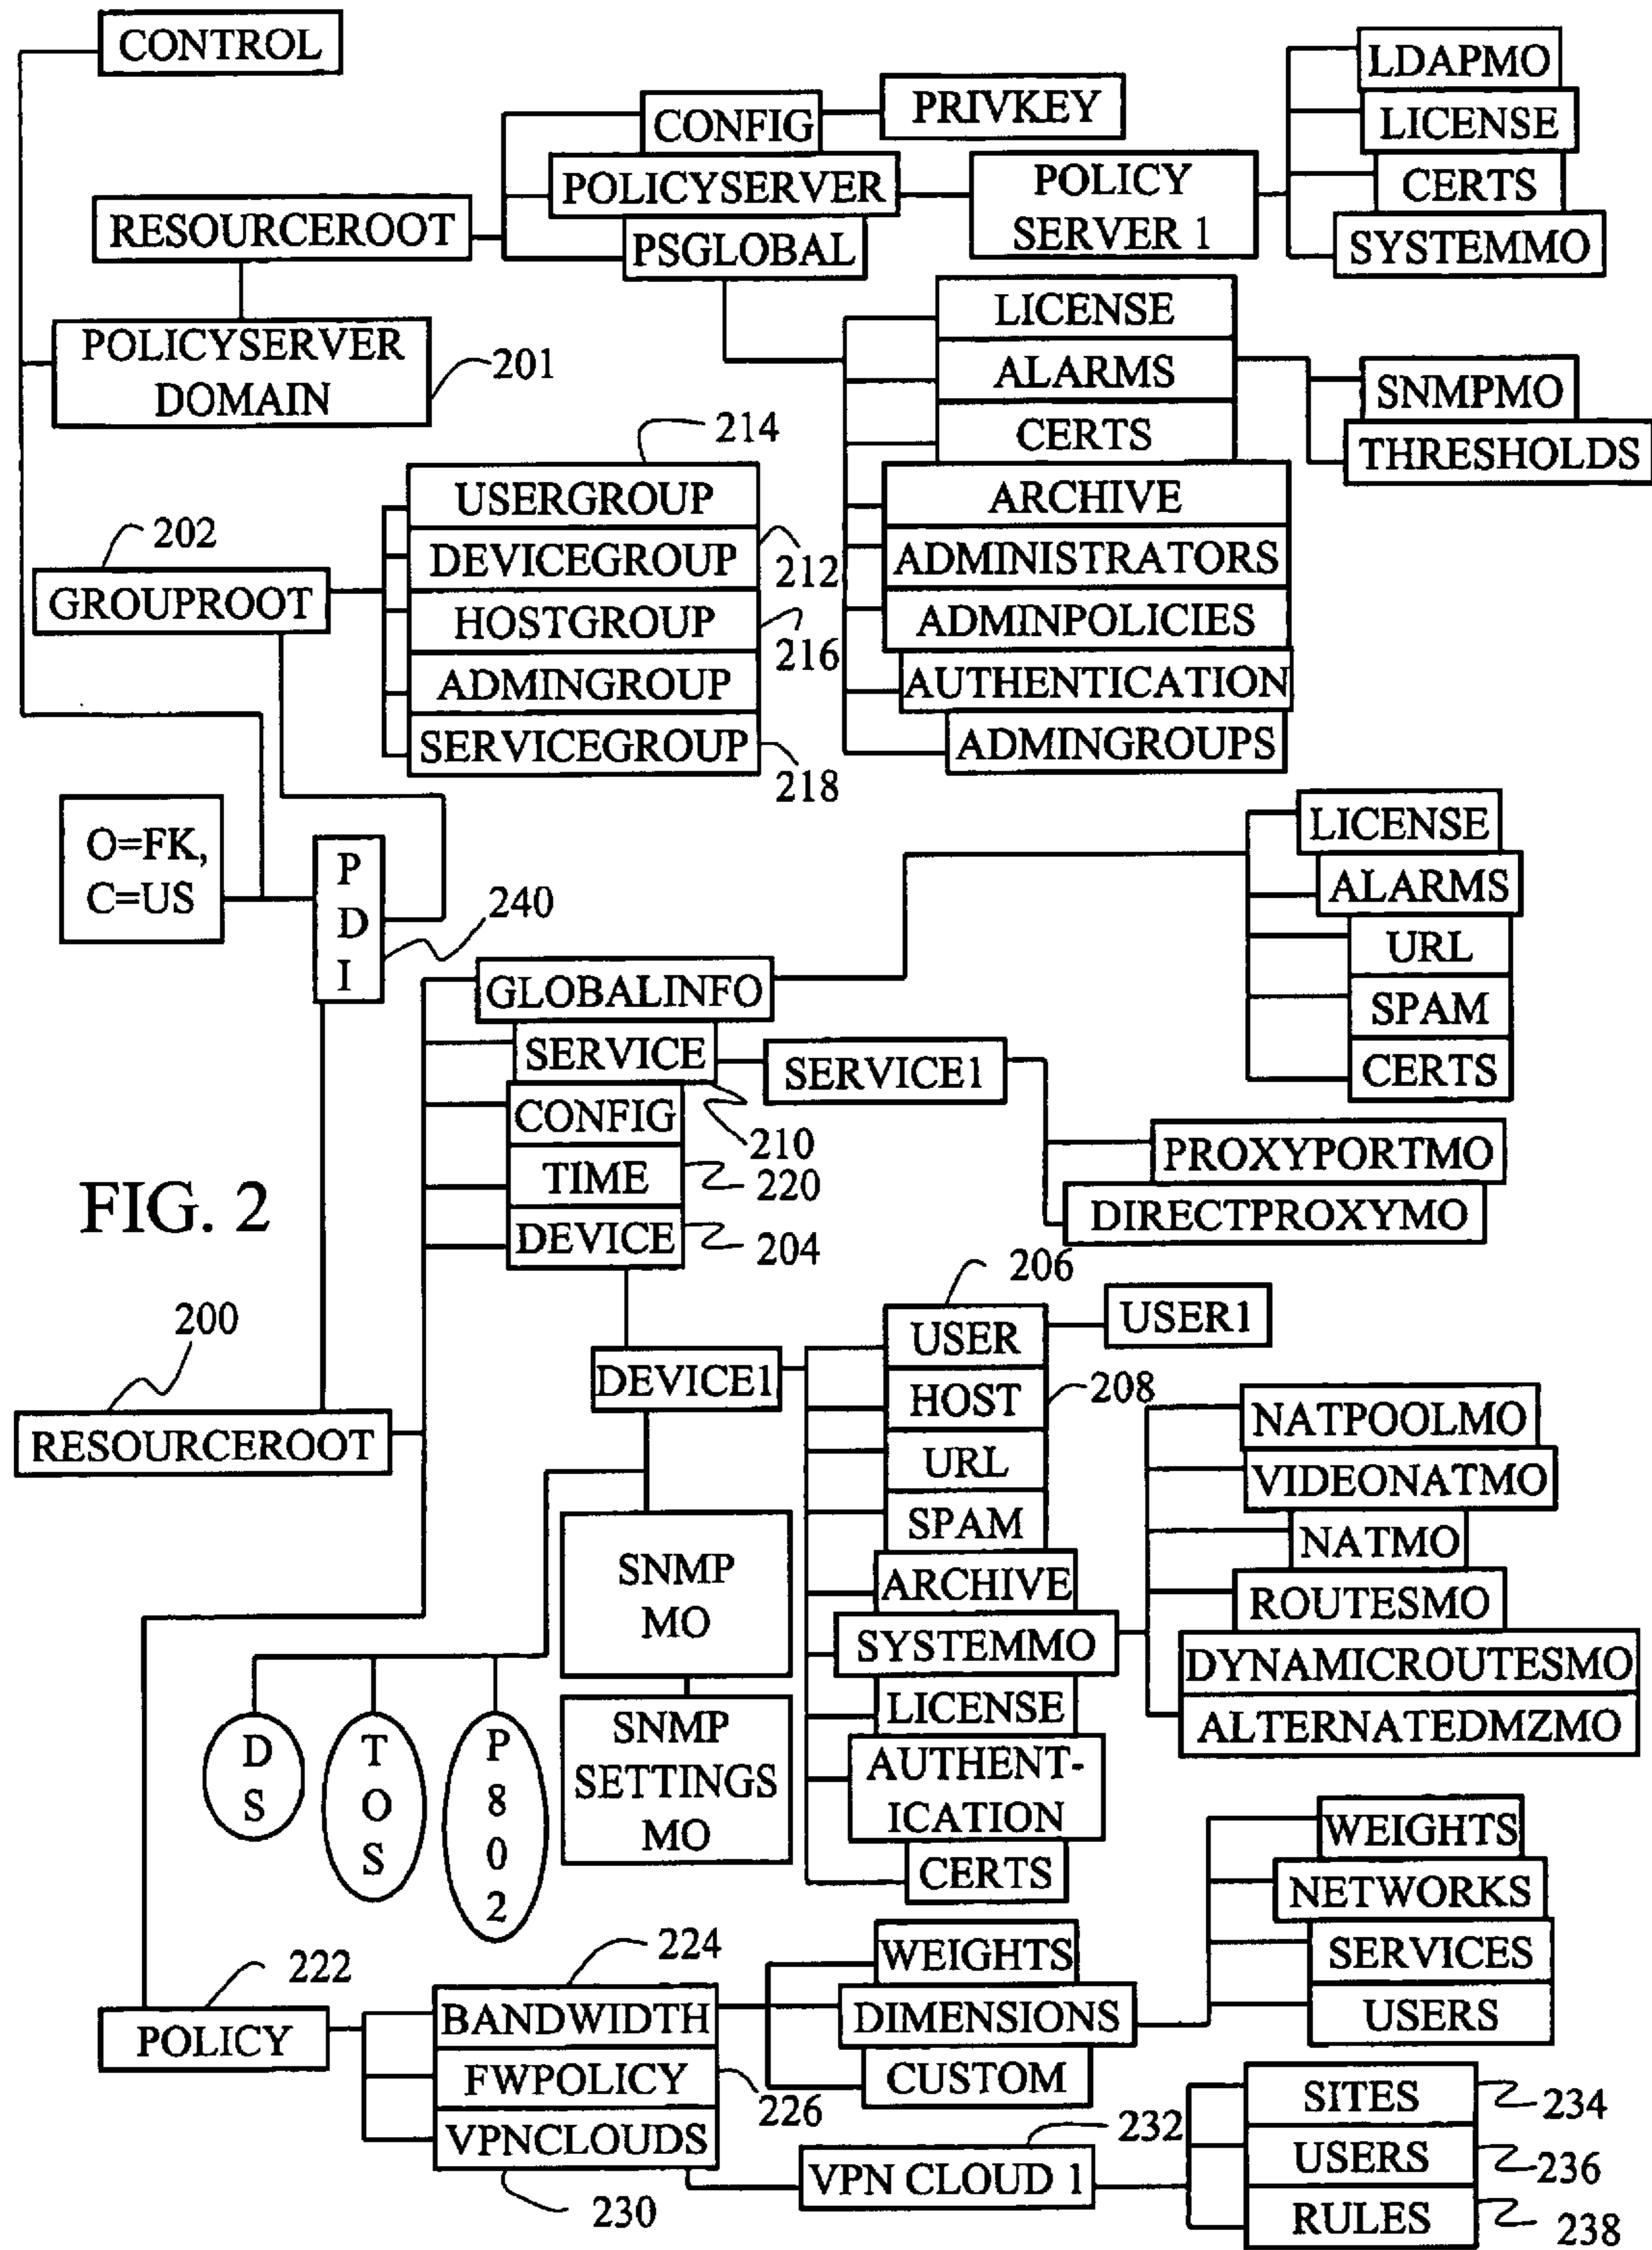 CONTROL
LDAPMO
PRIVKEY
CONFIG
LICENSE
POLICYSERVER
POLICY
SERVER 1
CERTS
RESOURCEROOT
PSGLOBAL
SYSTEMMO
LICENSE
POLICYSERVER
DOMAIN
201
ALARMS
SNMPMO
CERTS
THRESHOLDS
214
USERGROUP
ARCHIVE
202
DEVICEGROUP
212
ADMINISTRATORS
GROUPROOT
HOSTGROUP
216
ADMINPOLICIES
ADMINGROUP
AUTHENTICATION
SERVICEGROUP
218
ADMINGROUPS
O=FK,
C=US
P
D
I
240
LICENSE
ALARMS
URL
SPAM
CERTS
GLOBALINFO
SERVICE
SERVICE1
CONFIG
210
TIME
220
PROXYPORTMO
FIG. 2
DEVICE
204
DIRECTPROXYMO
206
USER
USER1
200
DEVICE1
HOST
208
NATPOOLMO
RESOURCEROOT
URL
VIDEONATMO
SPAM
NATMO
SNMP
MO
ARCHIVE
ROUTESMO
SYSTEMMO
DYNAMICROUTESMO
LICENSE
ALTERNATEDMZMO
D
S
T
O
S
P
8
0
2
SNMP
SETTINGS
MO
AUTHENT-
ICATION
CERTS
WEIGHTS
NETWORKS
SERVICES
USERS
224
WEIGHTS
222
BANDWIDTH
DIMENSIONS
POLICY
FWPOLICY
226
CUSTOM
VPNCLOUDS
230
232
VPN CLOUD 1
SITES
234
USERS
236
RULES
238